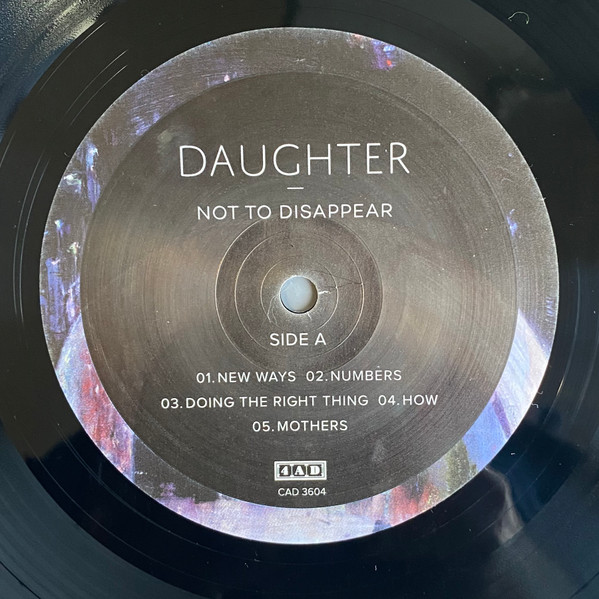 DAUGHTER
NOT TO DISAPPEAR
SIDE A
01. NEW WAYS 02. NUMBERS
03. DOING THE RIGHT THING 04. HOW
05. MOTHERS
4AD
CAD 3604